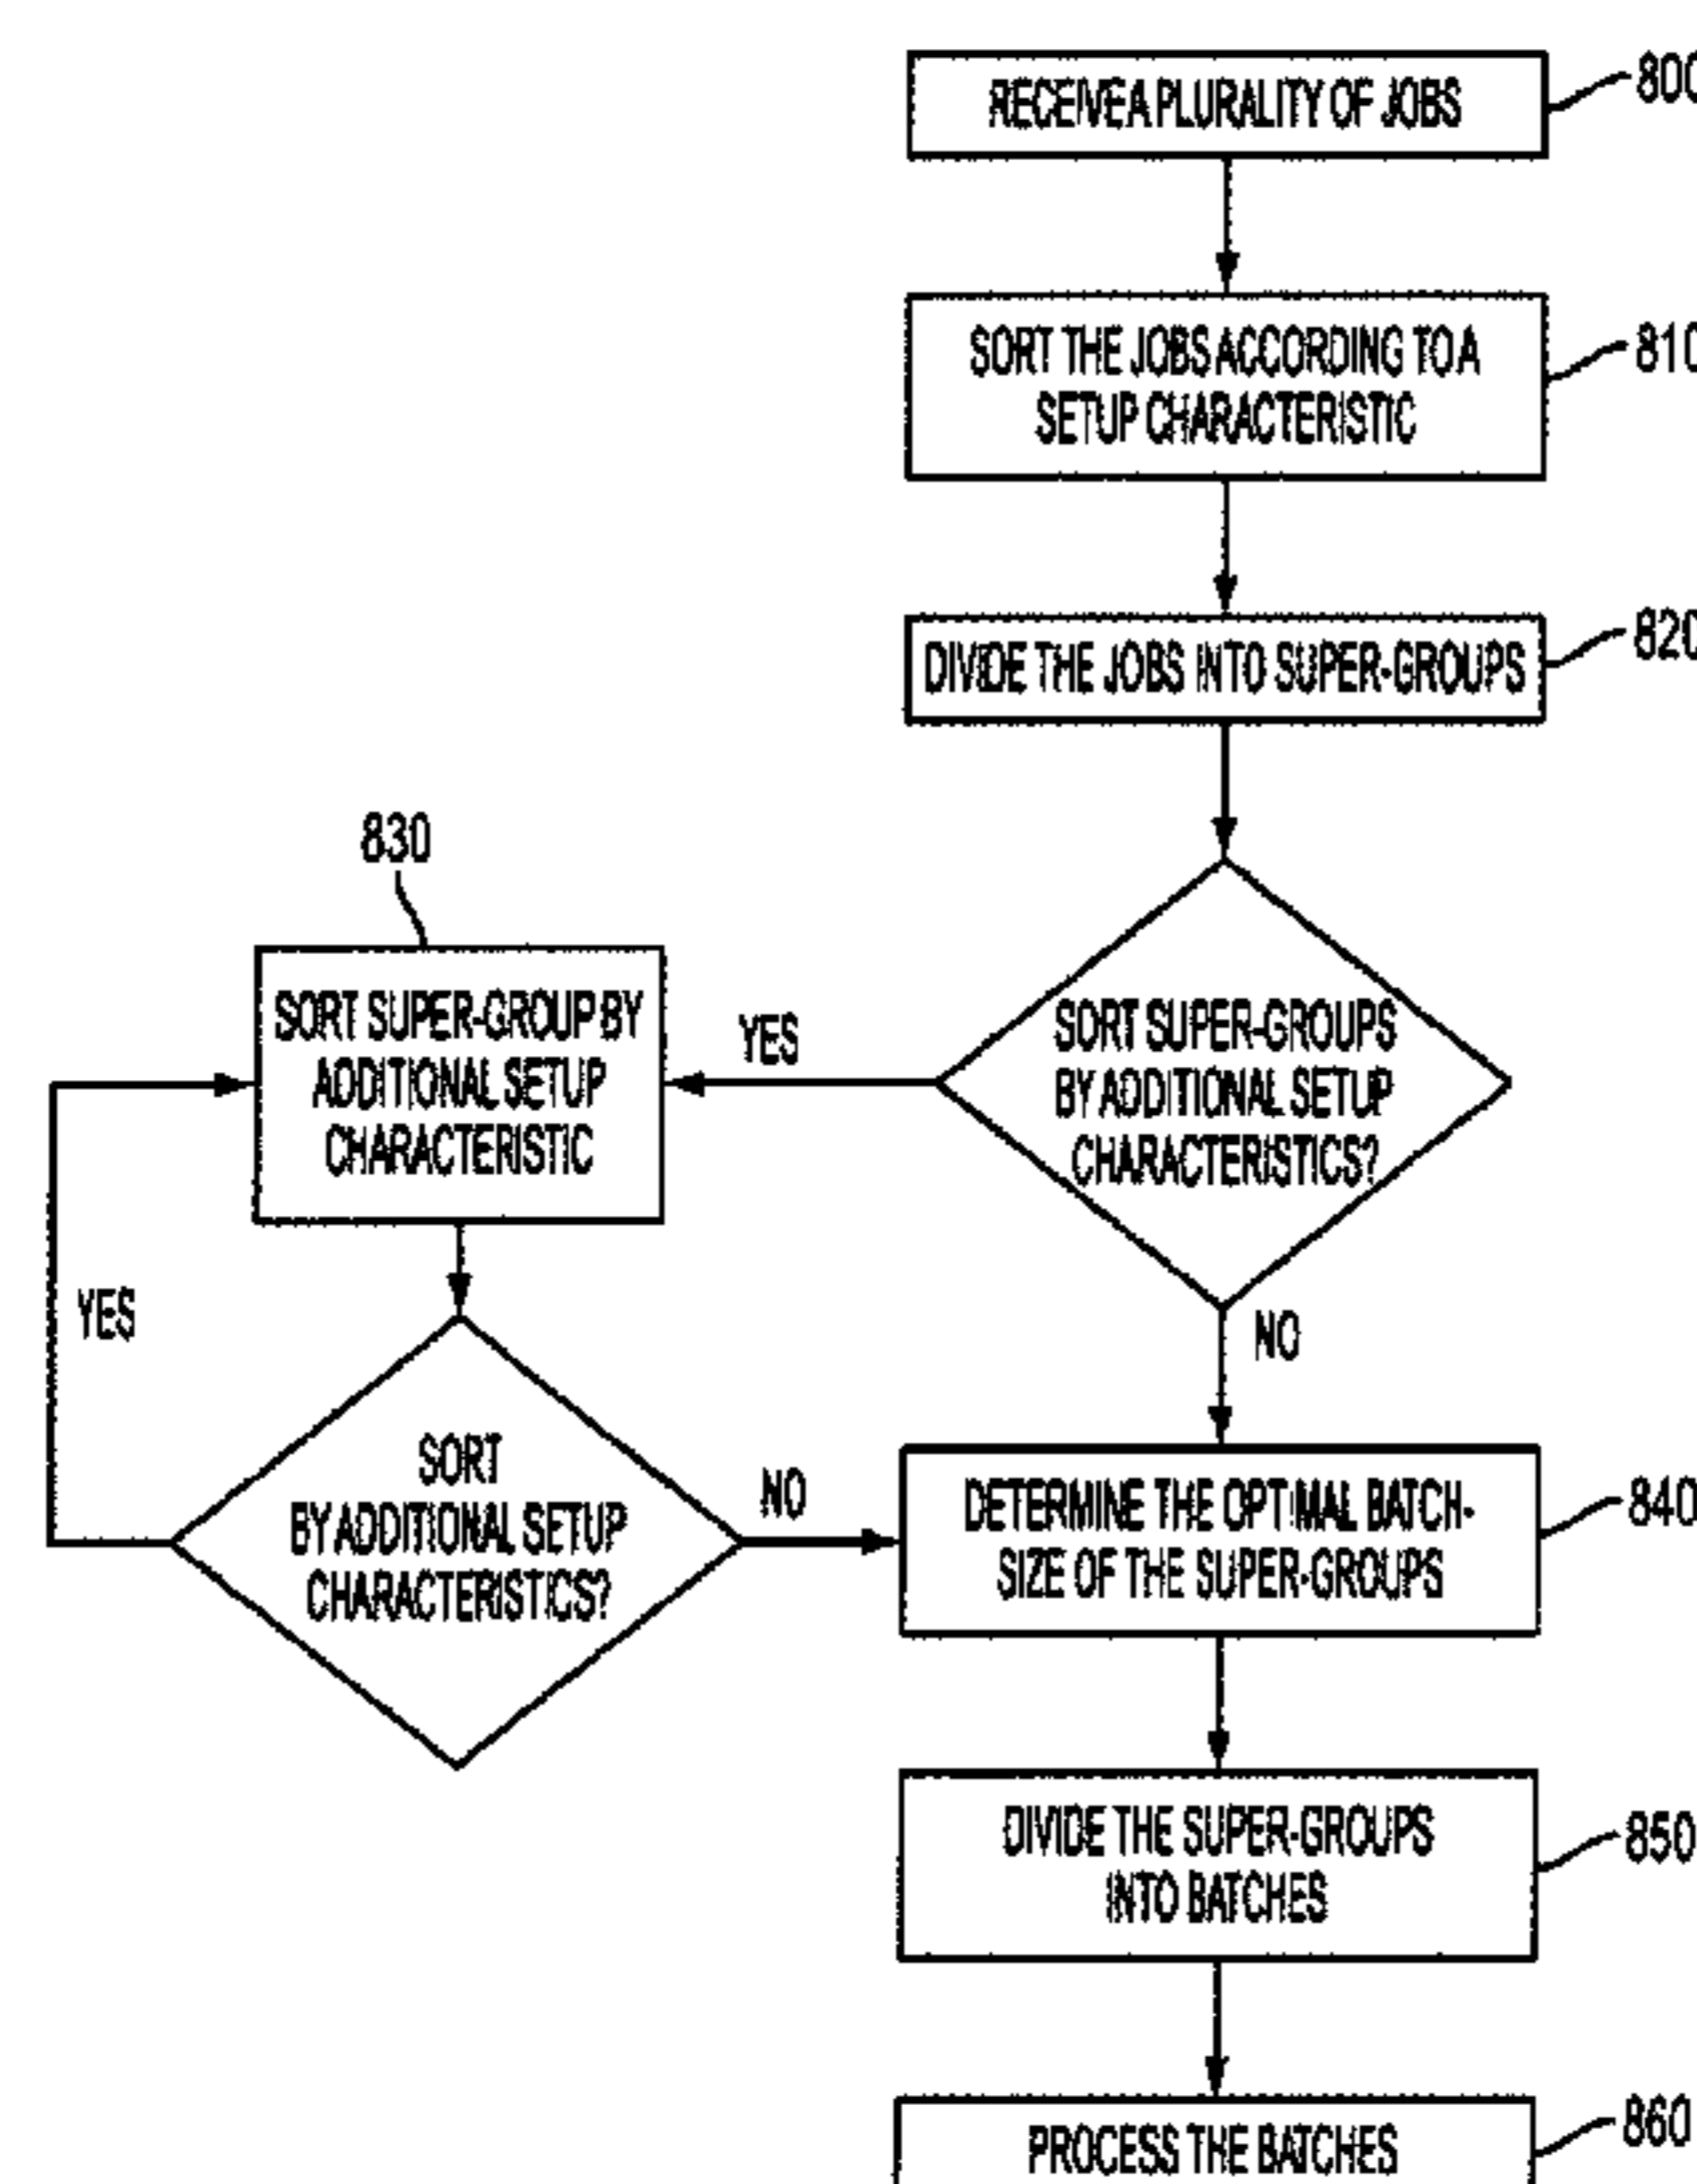 RECEIVE A PLURALITY OF JOBS
800
SORT THE JOBS ACCORDING TO A
SETUP CHARACTERISTIC
810
DIVIDE THE JOBS INTO SUPER-GROUPS
820
830
SORT SUPER-GROUP BY
ADDITIONAL SETUP
CHARACTERISTIC
YES
SORT SUPER-GROUPS
BY ADDITIONAL SETUP
CHARACTERISTICS?
YES
NO
SORT
BY ADDITIONAL SETUP
CHARACTERISTICS?
NO
DETERMINE THE OPTIMAL BATCH-
SIZE OF THE SUPER-GROUPS
840
DIVIDE THE SUPER-GROUPS
INTO BATCHES
850
PROCESS THE BATCHES
860